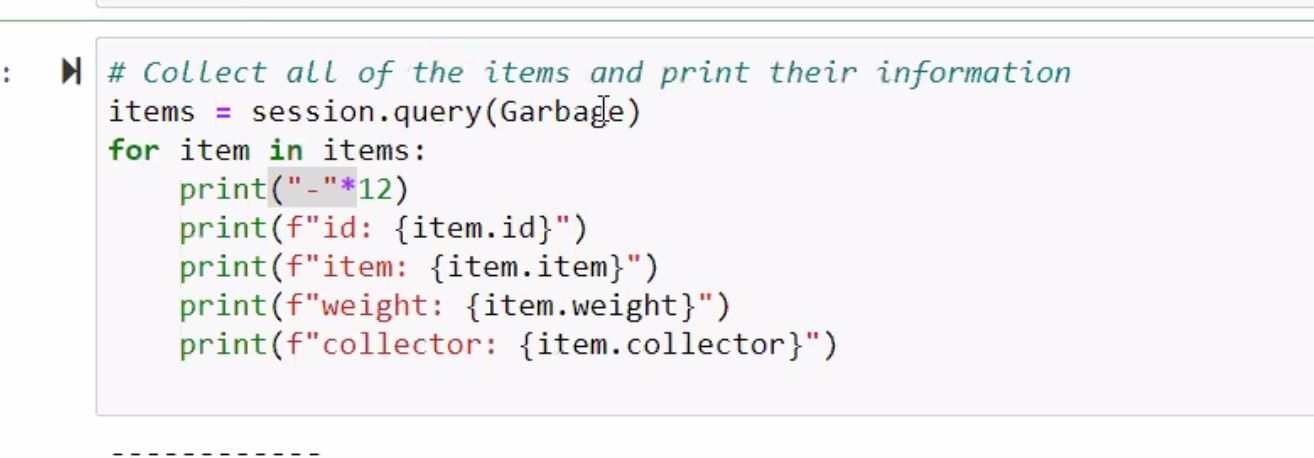 :
# Collect all of the items and print their information
items = session.query(Garbage)
for item in items:
    print("-"*12)
    print(f"id: {item.id}")
    print(f"item: {item.item}")
    print(f"weight: {item.weight}")
    print(f"collector: {item.collector}")
------------